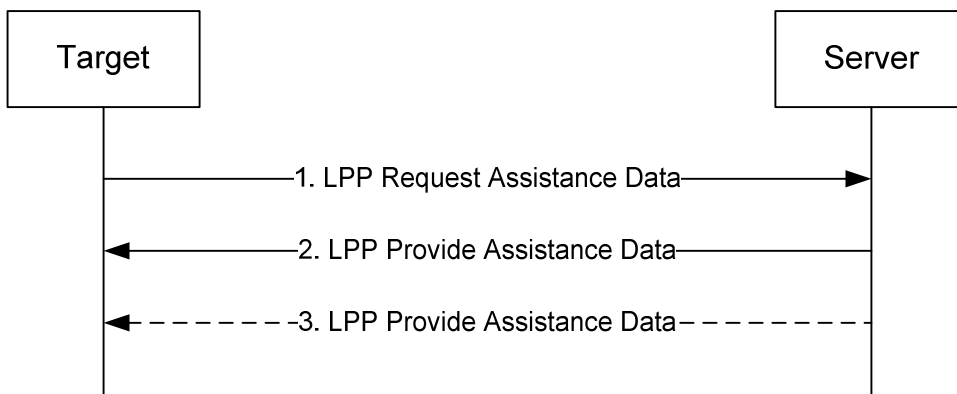 Target
Server
1. LPP Request Assistance Data
2. LPP Provide Assistance Data
3. LPP Provide Assistance Data